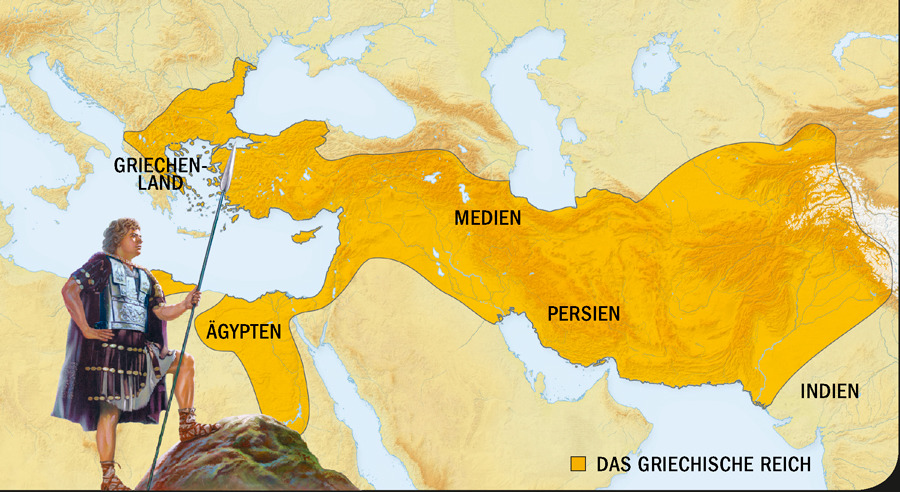 GRIECHEN-
LAND
MEDIEN
PERSIEN
ÄGYPTEN
INDIEN
DAS GRIECHISCHE REICH